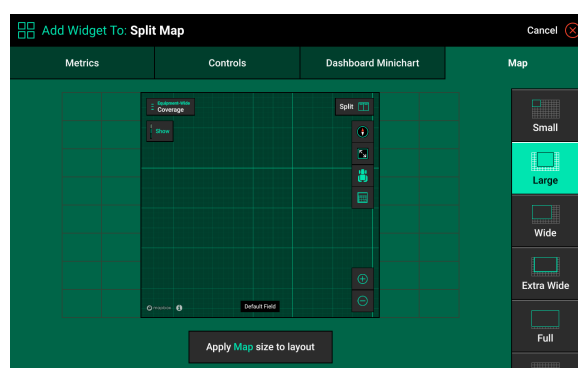 Add Widget To: Split Map
Cancel
Metrics
Controls
Dashboard Minichart
Map
Equipment-Wide
Coverage
Split
Show
Default Field
Apply Map size to layout
Small
Large
Wide
Extra Wide
Full